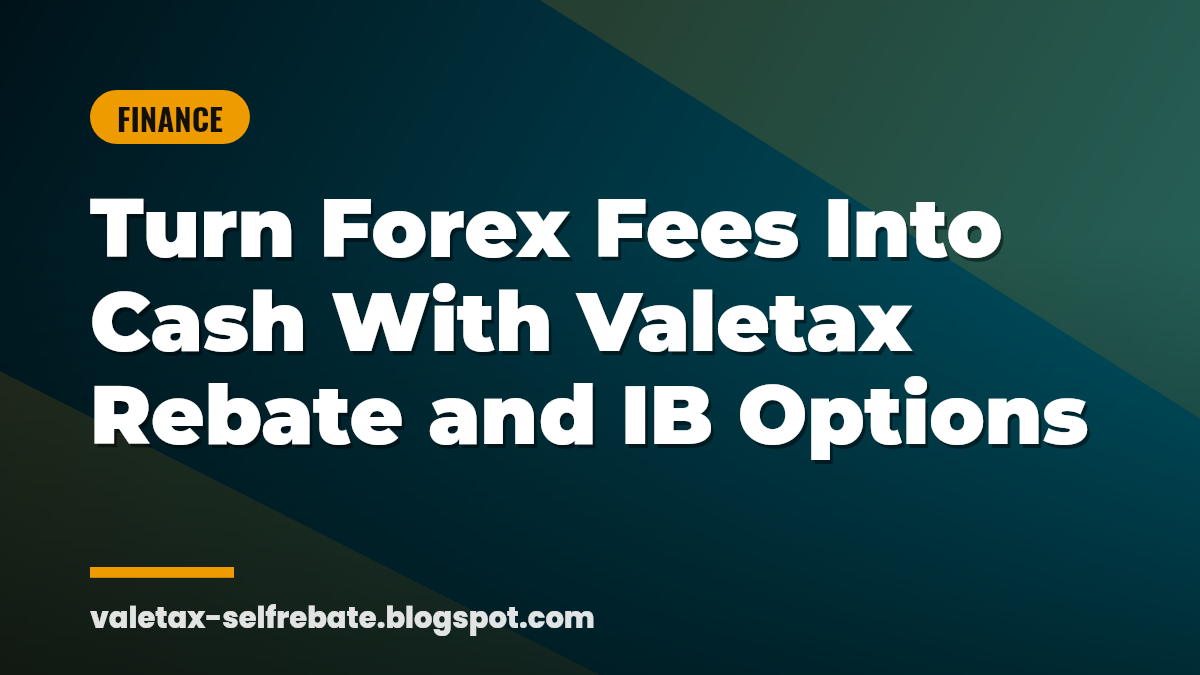 FINANCE
Turn Forex Fees Into
Cash With Valetax
Rebate and IB Options
valetax-selfrebate.blogspot.com